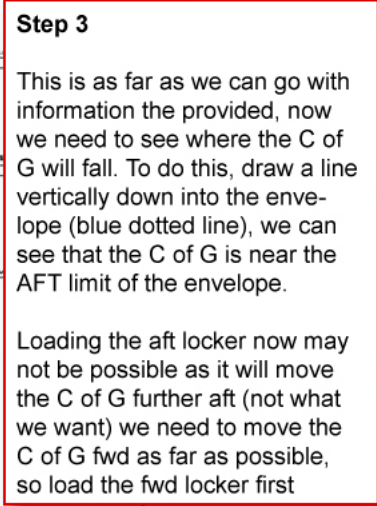 Step 3
This is as far as we can go with
information the provided, now
we need to see where the C of
G will fall. To do this, draw a line
vertically down into the enve-
lope (blue dotted line), we can
see that the C of G is near the
AFT limit of the envelope.
Loading the aft locker now may
not be possible as it will move
the C of G further aft (not what
we want) we need to move the
C of G fwd as far as possible,
so load the fwd locker first